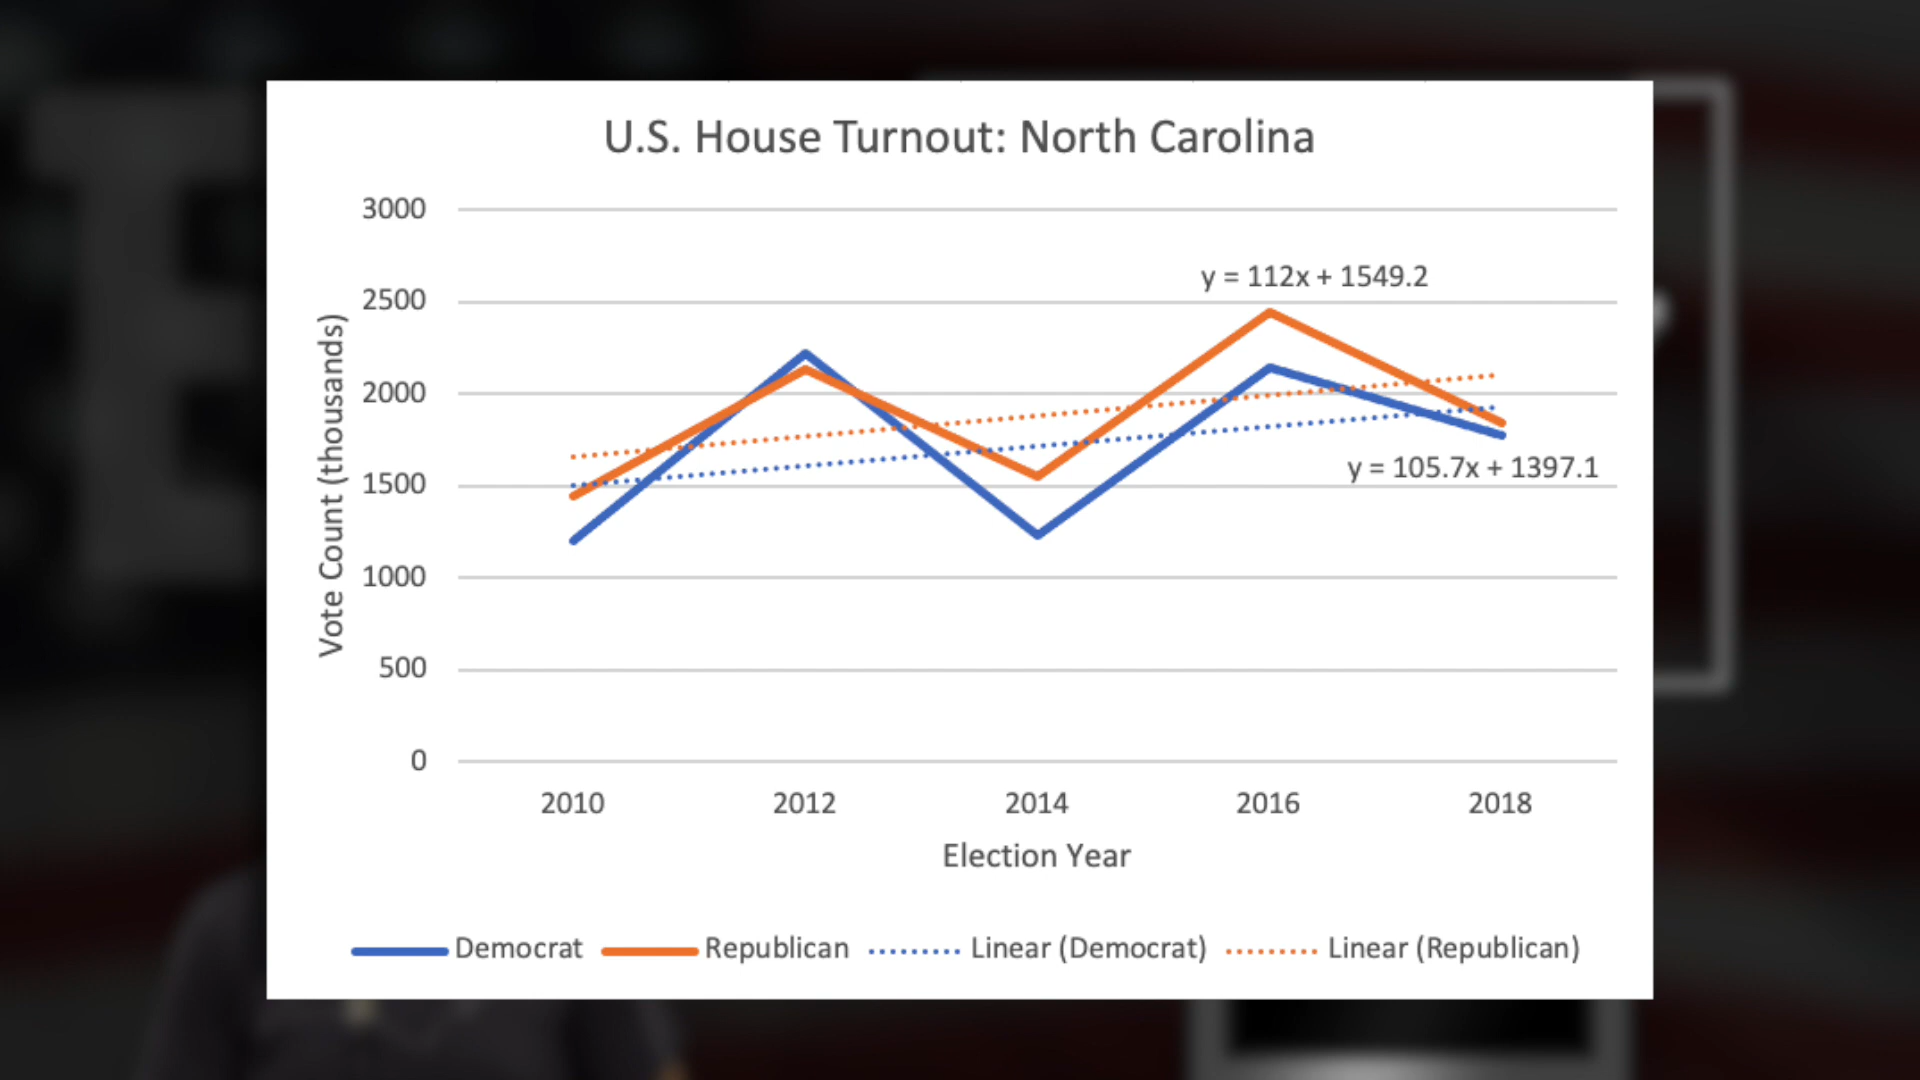 U.S. House Turnout: North Carolina
3000
2500
2000
1500
1000
500
0
Vote Count (thousands)
y = 112x + 1549.2
y = 105.7x + 1397.1
2010 2012 2014 2016 2018
Election Year
Democrat Republican Linear (Democrat) Linear (Republican)